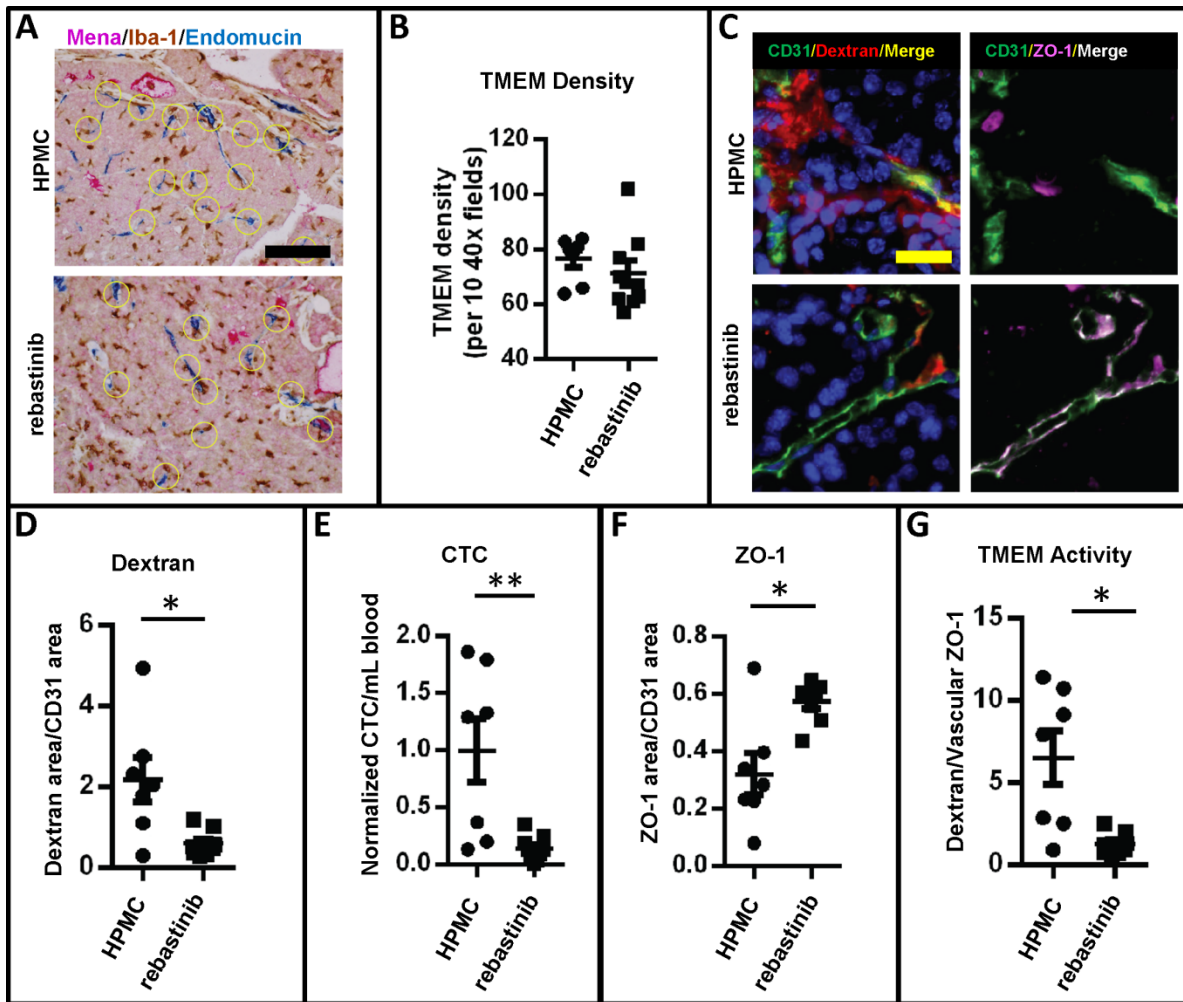 A
Mena/Iba-1/Endomucin
HPMC
rebastinib
B
TMEM Density
TMEM density
(per 10 40x fields)
120
100
80
60
40
HPMC
rebastinib
C
CD31/Dextran/Merge
CD31/ZO-1/Merge
HPMC
rebastinib
D
Dextran
*
Dextran area/CD31 area
6
4
2
0
HPMC
rebastinib
E
CTC
**
Normalized CTC/mL blood
2.0
1.5
1.0
0.5
0.0
HPMC
rebastinib
F
ZO-1
*
ZO-1 area/CD31 area
0.8
0.6
0.4
0.2
0.0
HPMC
rebastinib
G
TMEM Activity
*
Dextran/Vascular ZO-1
15
10
5
0
HPMC
rebastinib